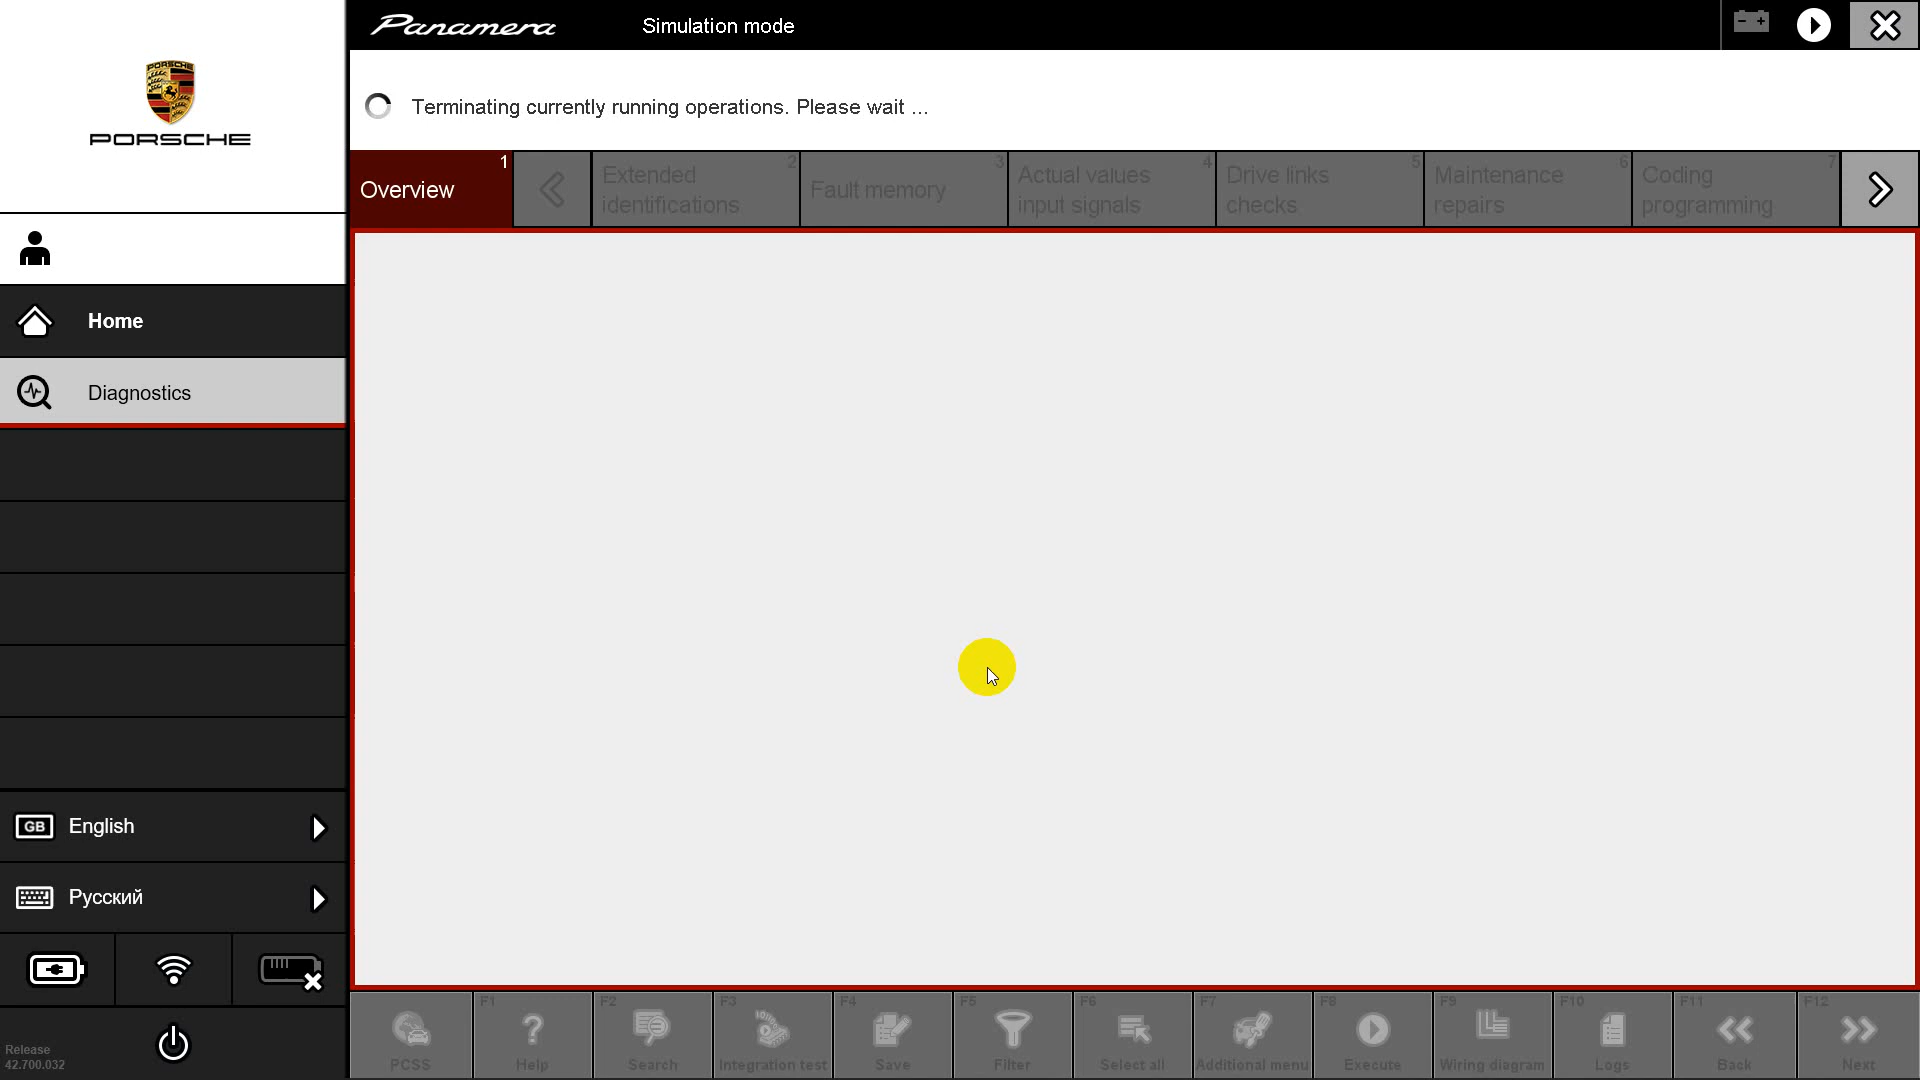 Panamera
Simulation mode
PORSCHE
PORSCHE
Terminating currently running operations. Please wait ...
Overview
1
Extended
identifications
2
Fault memory
3
Actual values
input signals
4
Drive links
checks
5
Maintenance
repairs
6
Coding
programming
7
Home
Diagnostics
GB
English
Русский
Release
42.700.032
PCSS
F1
Help
F2
Search
F3
Integration test
F4
Save
F5
Filter
F6
Select all
F7
Additional menu
F8
Execute
F9
Wiring diagram
F10
Logs
F11
Back
F12
Next